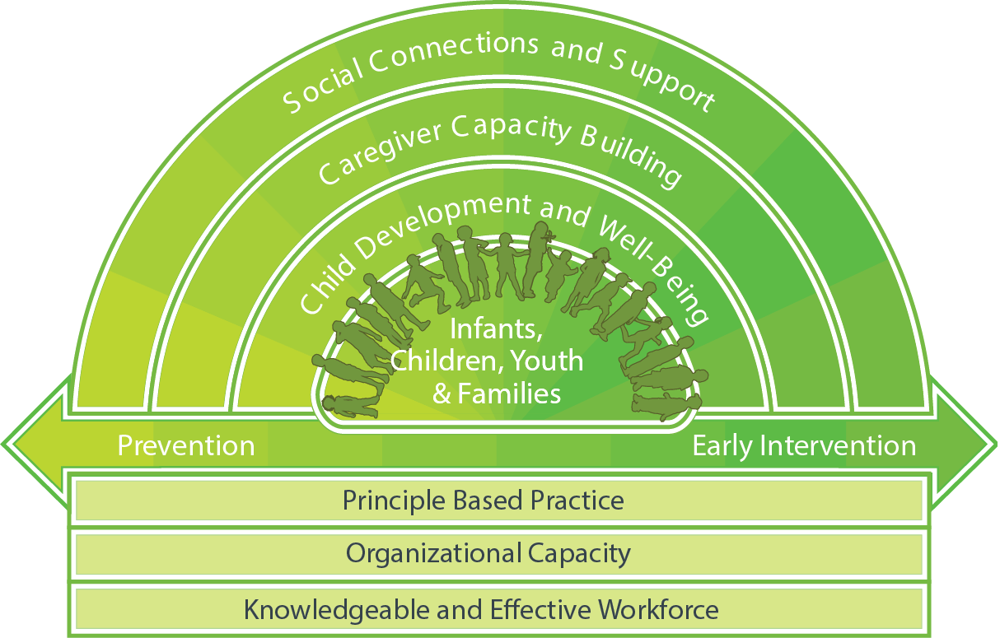 Social Connections and Support
Caregiver Capacity Building
Child Development and Well-Being
Infants,
Children, Youth
& Families
Prevention
Early Intervention
Principle Based Practice
Organizational Capacity
Knowledgeable and Effective Workforce